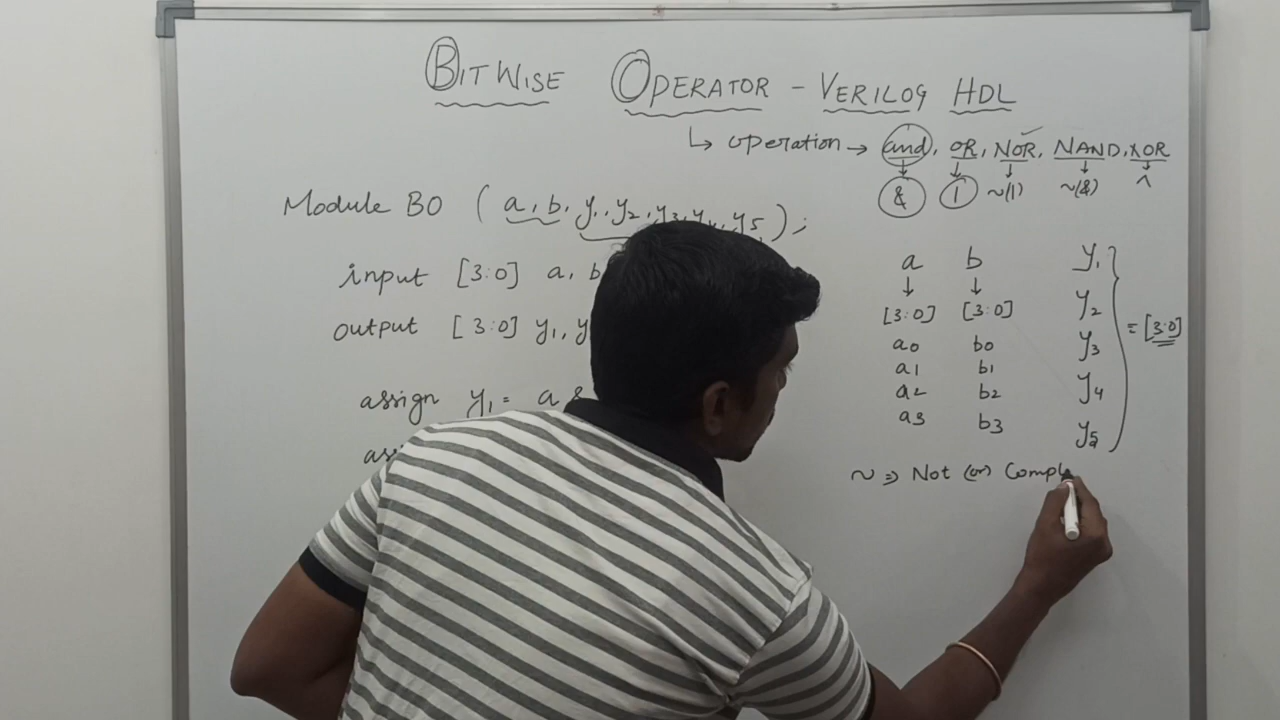 BITWISE OPERATOR - VERILOG HDL
↳ operation → and, OR, NOR, NAND, XOR
& | ~(|) ~(&) ^
Module BO ( a, b, y1, y2, y3, y4, y5 );
input [3:0] a, b
output [3:0] y1, y
assign y1 = a &
ass
a b y1
↓ ↓
[3:0] [3:0] y2
= [3:0]
a0 b0 y3
a1 b1
a2 b2 y4
a3 b3 y5
~ ⇒ Not (or) Comple